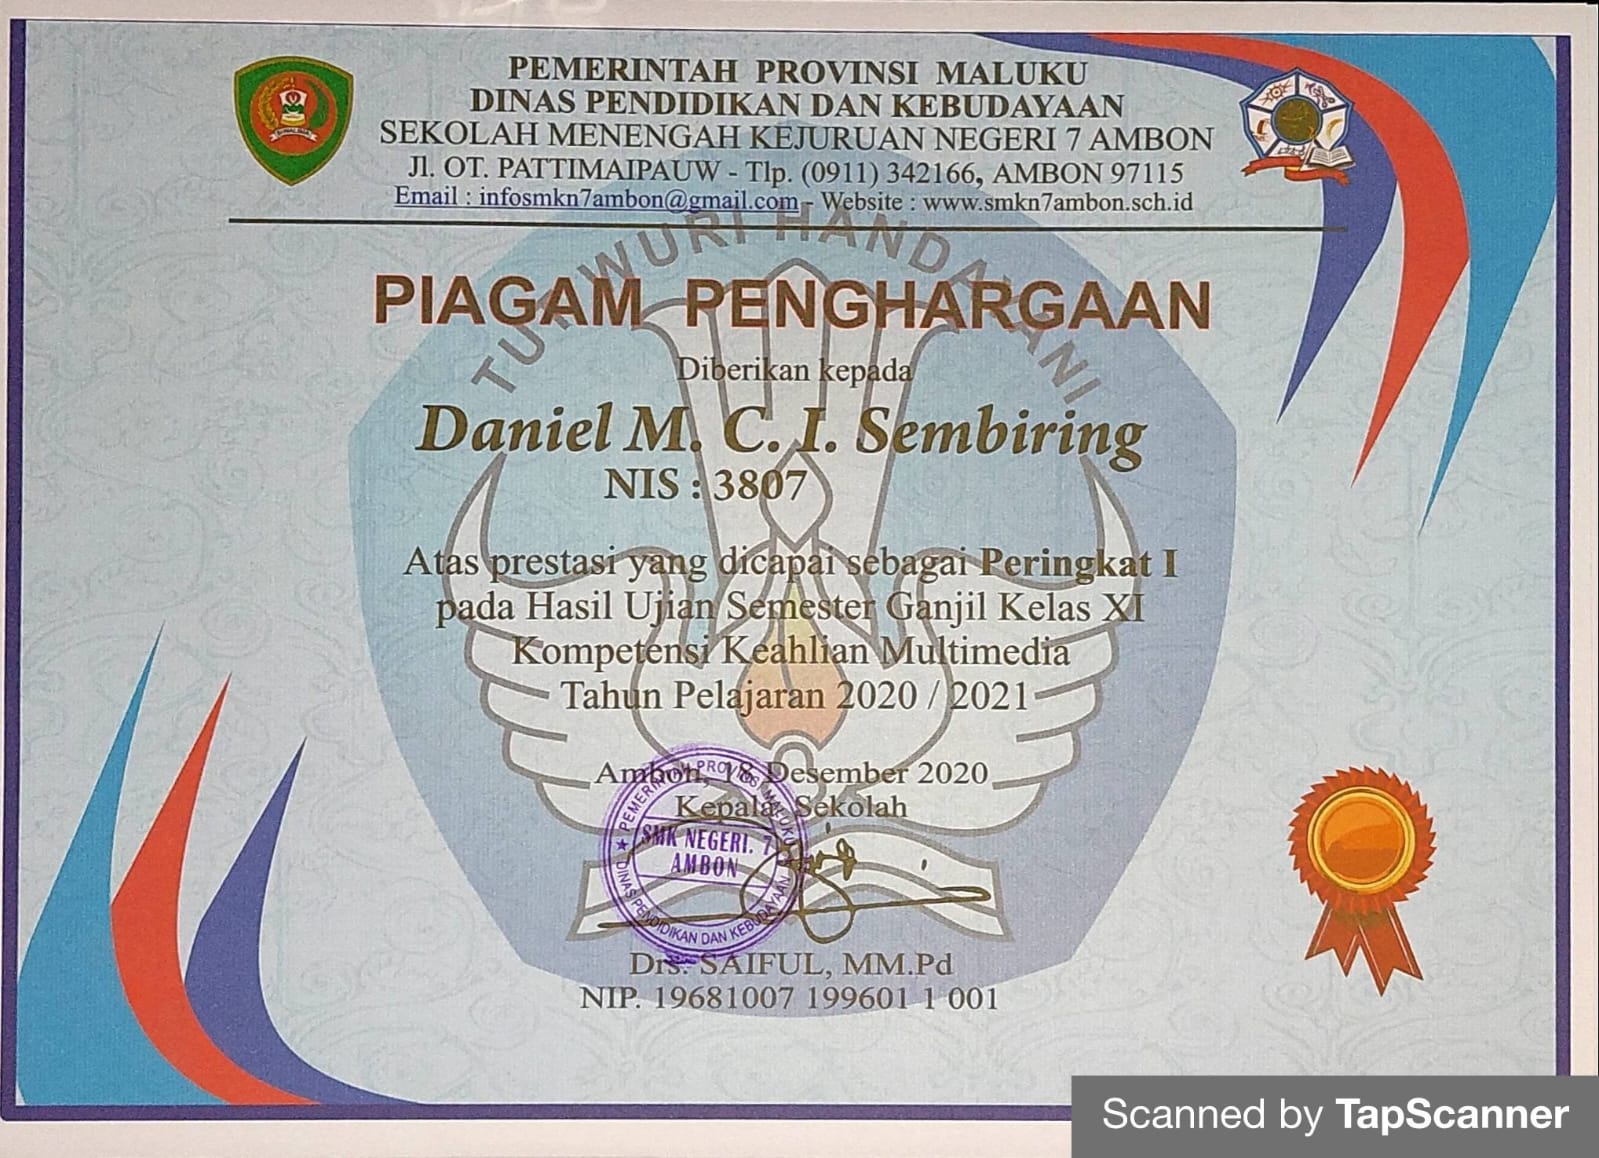 PEMERINTAH PROVINSI MALUKU
DINAS PENDIDIKAN DAN KEBUDAYAAN
SEKOLAH MENENGAH KEJURUAN NEGERI 7 AMBON
Jl. OT. PATTIMAIPAUW - Tlp. (0911) 342166, AMBON 97115
Email : infosmkn7ambon@gmail.com - Website : www.smkn7ambon.sch.id
TUT WURI HANDAYANI
PIAGAM PENGHARGAAN
Diberikan kepada
Daniel M. C. I. Sembiring
NIS : 3807
Atas prestasi yang dicapai sebagai Peringkat I
pada Hasil Ujian Semester Ganjil Kelas XI
Kompetensi Keahlian Multimedia
Tahun Pelajaran 2020 / 2021
Ambon, 18 Desember 2020
Kepala Sekolah
PEMERINTAH PROVINSI MALUKU
SMK NEGERI. 7
AMBON
DINAS PENDIDIKAN DAN KEBUDAYAAN
Drs. SAIFUL, MM.Pd
NIP. 19681007 199601 1 001
Scanned by TapScanner